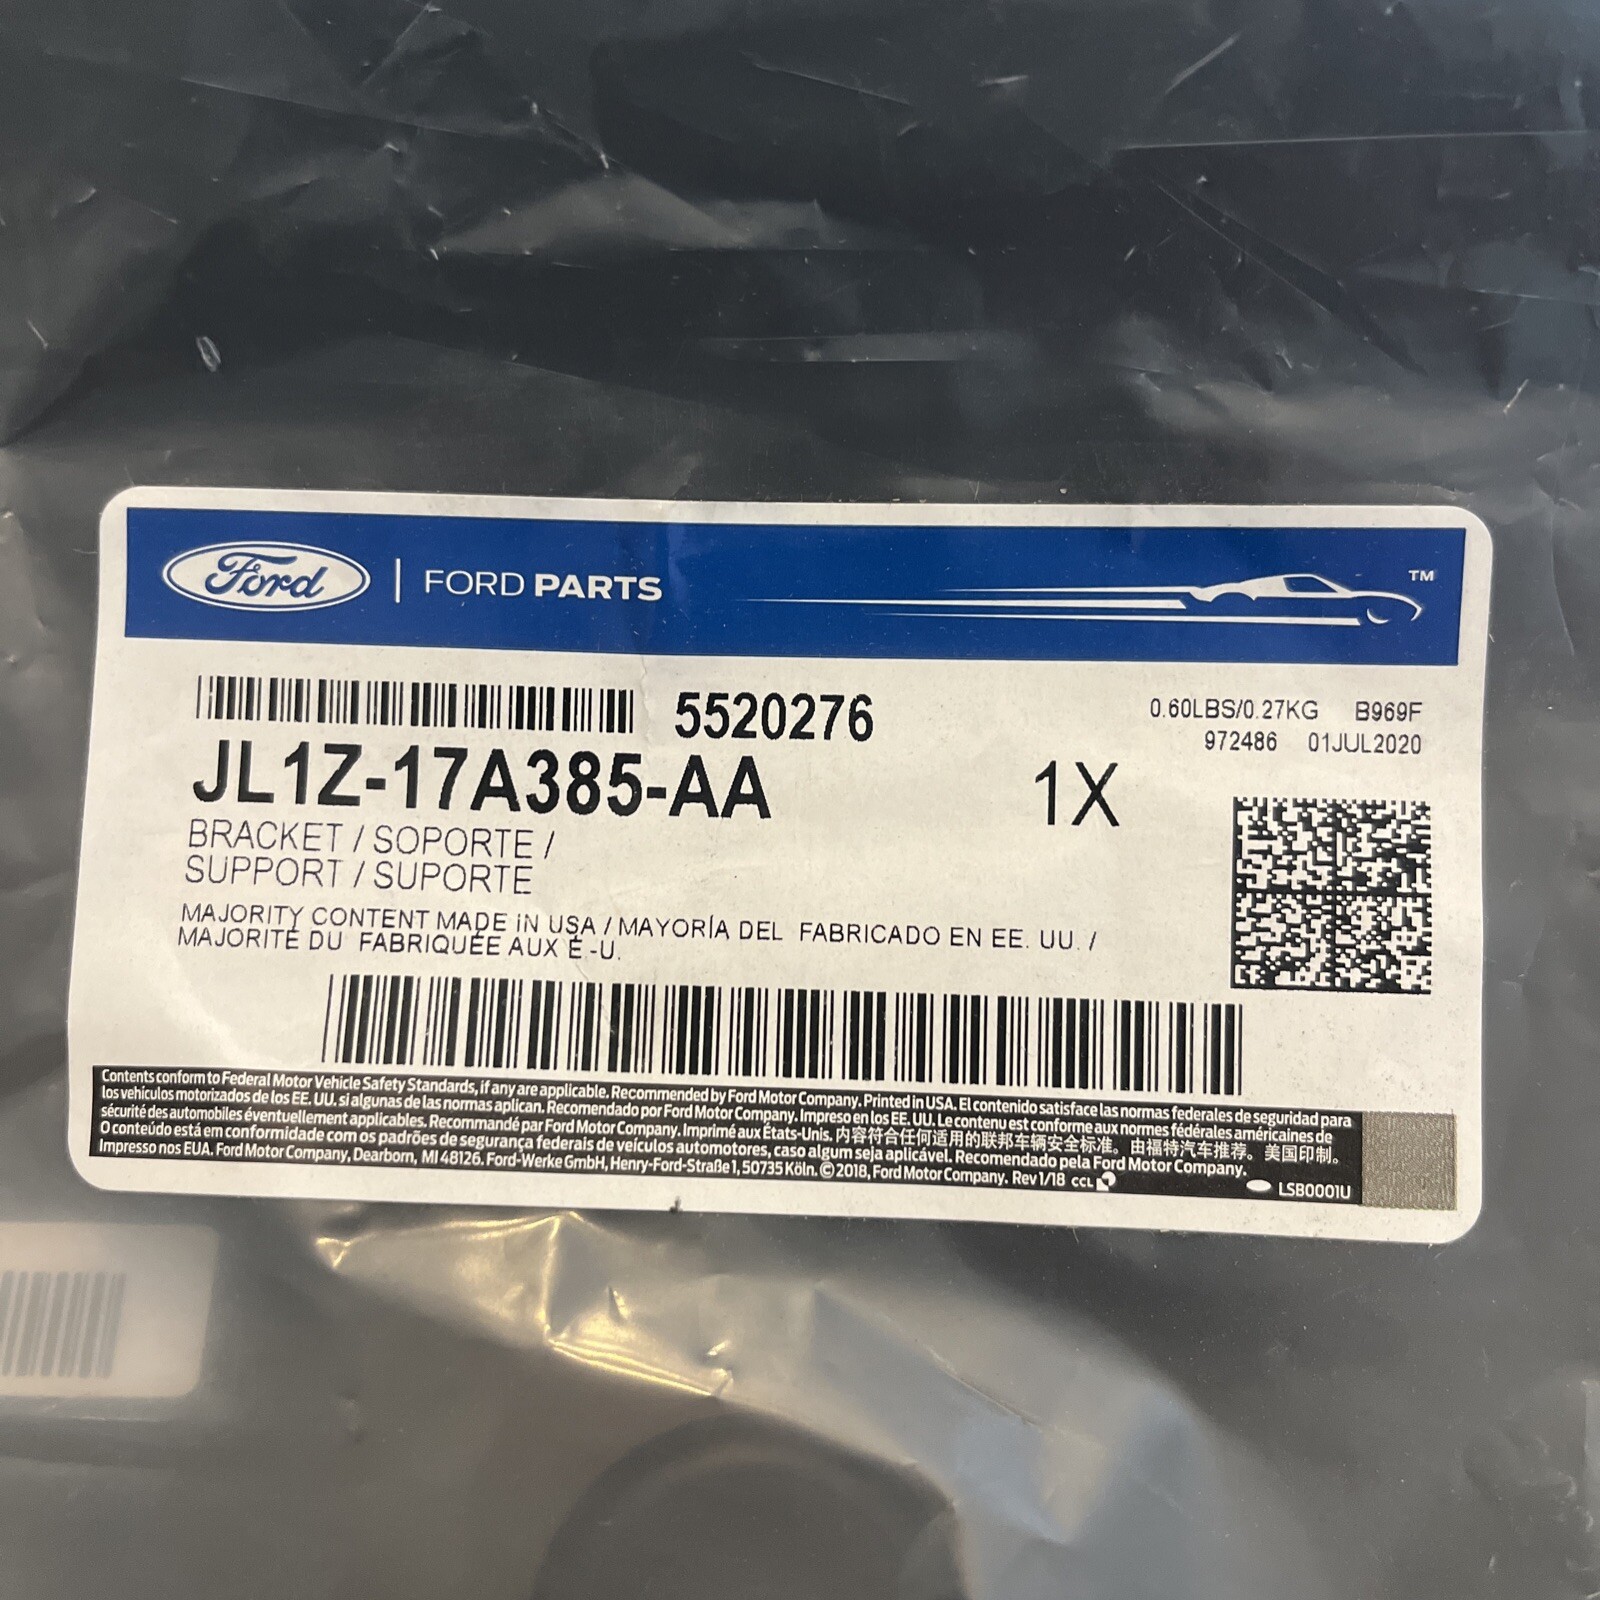 Ford | FORD PARTS ™
5520276
0.60LBS/0.27KG B969F
972486 01JUL2020
JL1Z-17A385-AA 1X
BRACKET / SOPORTE /
SUPPORT / SUPORTE
MAJORITY CONTENT MADE IN USA / MAYORÍA DEL FABRICADO EN EE. UU. /
MAJORITÉ DU FABRIQUÉE AUX É.-U.
Contents conform to Federal Motor Vehicle Safety Standards, if any are applicable. Recommended by Ford Motor Company. Printed in USA. El contenido satisface las normas federales de seguridad para
los vehículos motorizados de los EE. UU. si algunas de las normas aplican. Recomendado por Ford Motor Company. Impreso en los EE. UU. Le contenu est conforme aux normes fédérales américaines de
sécurité des automobiles éventuellement applicables. Recommandé par Ford Motor Company. Imprimé aux États-Unis. 内容符合任何适用的联邦车辆安全标准。由福特汽车推荐。美国印制。
O conteúdo está em conformidade com os padrões de segurança federais de veículos automotores, caso algum seja aplicável. Recomendado pela Ford Motor Company.
Impresso nos EUA. Ford Motor Company, Dearborn, MI 48126. Ford-Werke GmbH, Henry-Ford-Straße 1, 50735 Köln. © 2018, Ford Motor Company. Rev 1/18 CCL
LSB0001U